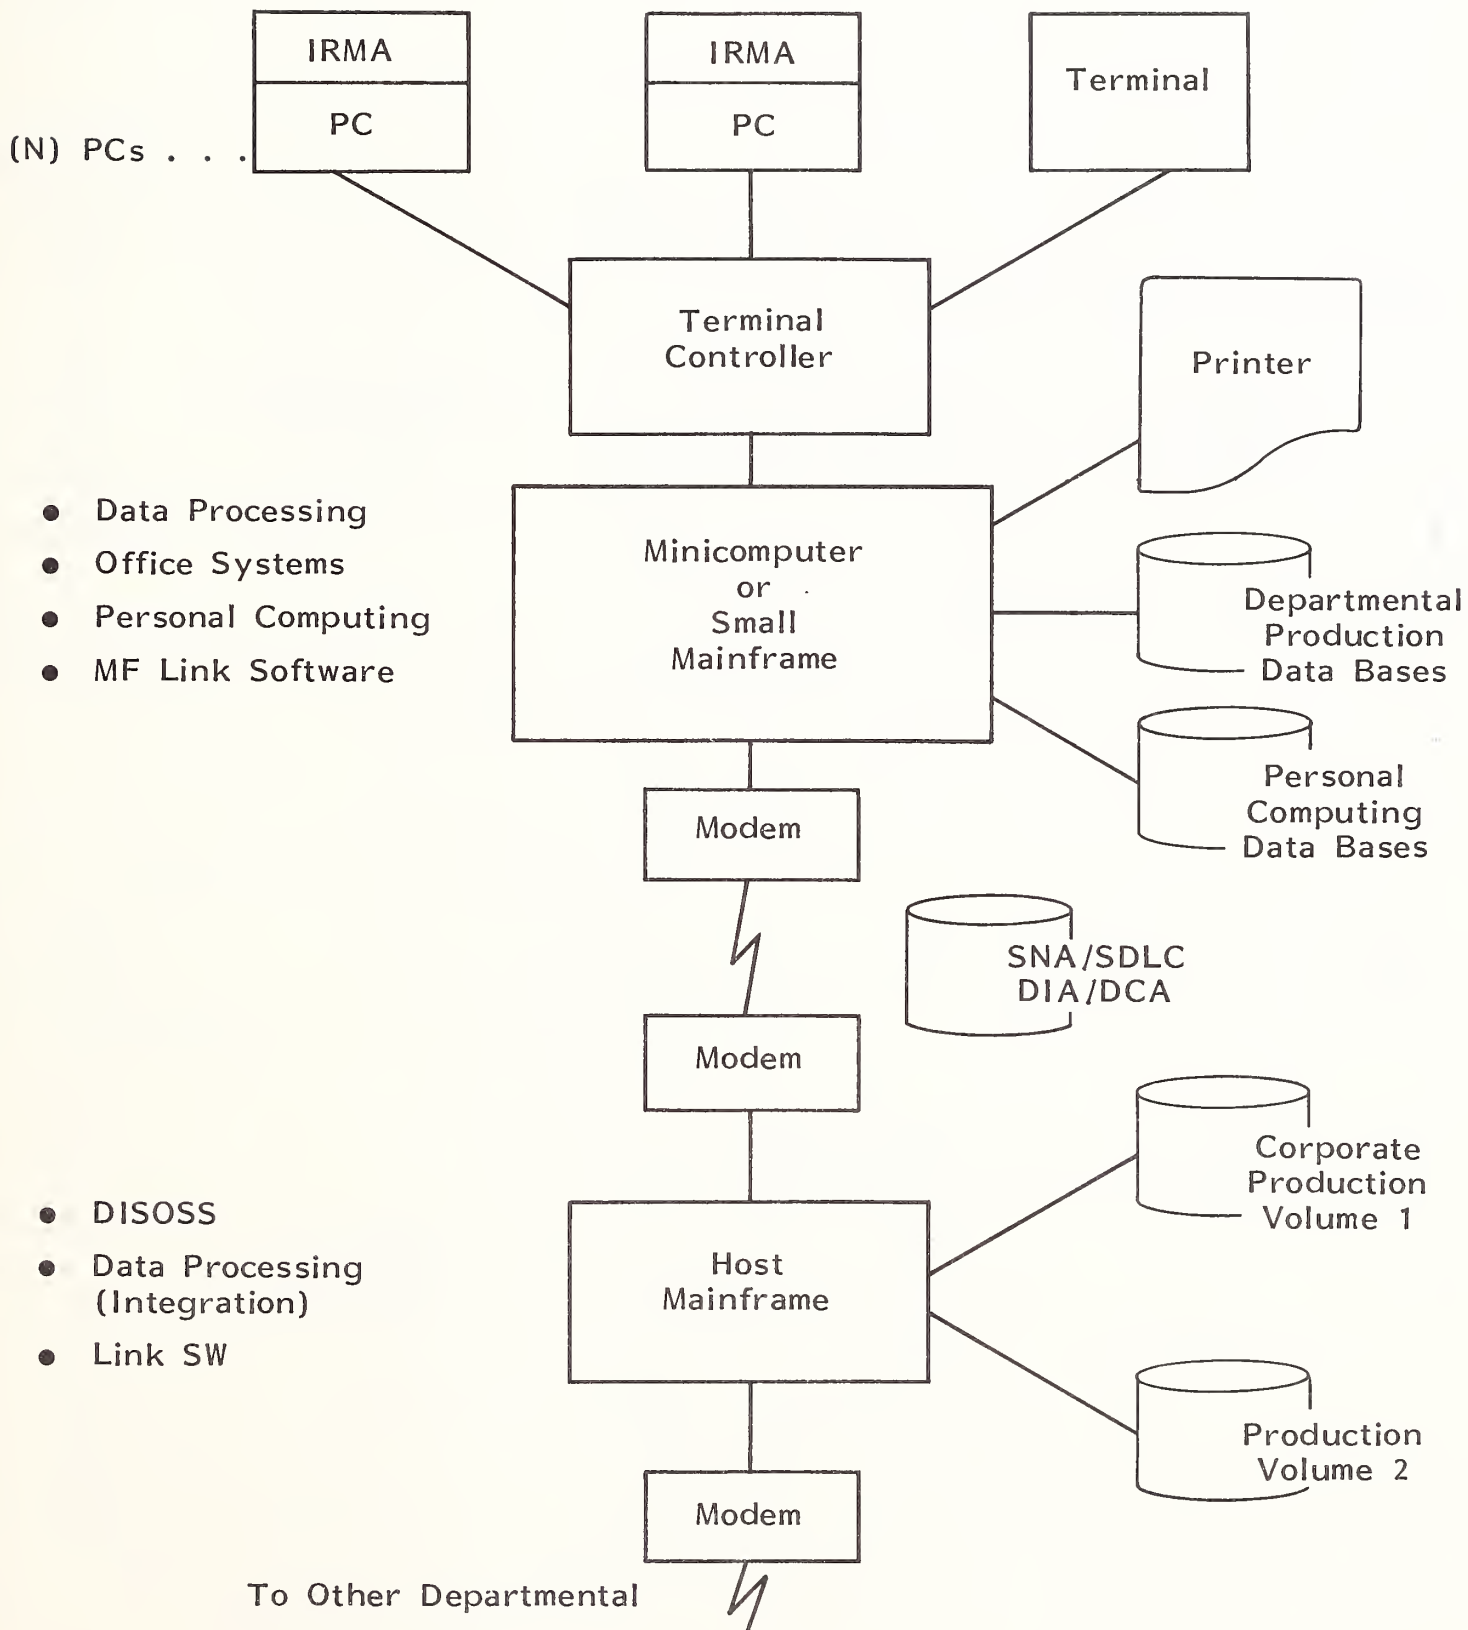 IRMA
PC
IRMA
PC
Terminal
(N) PCs . . .
Terminal
Controller
Printer
Data Processing
Office Systems
Personal Computing
MF Link Software
Minicomputer
or
Small
Mainframe
Departmental
Production
Data Bases
Personal
Computing
Data Bases
Modem
SNA/SDLC
DIA/DCA
Modem
Corporate
Production
Volume 1
DISOSS
Data Processing
(Integration)
Link SW
Host
Mainframe
Production
Volume 2
Modem
To Other Departmental